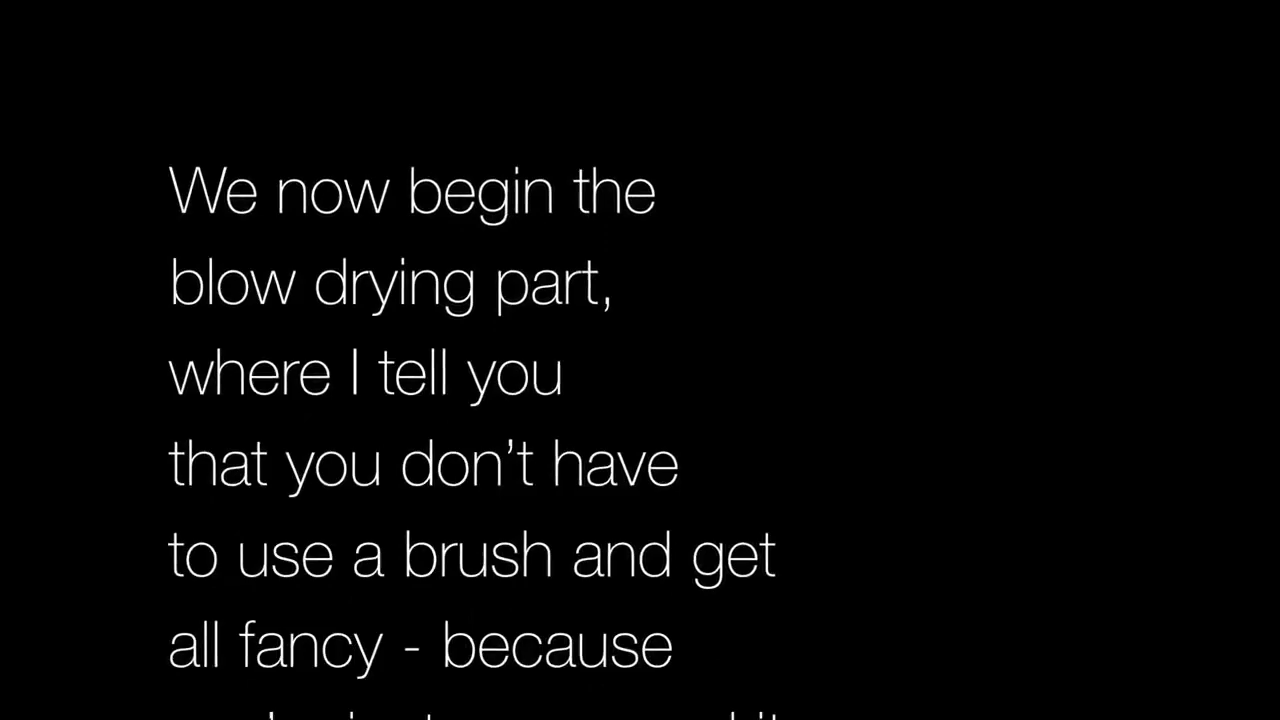 We now begin the
blow drying part,
where I tell you
that you don’t have
to use a brush and get
all fancy - because